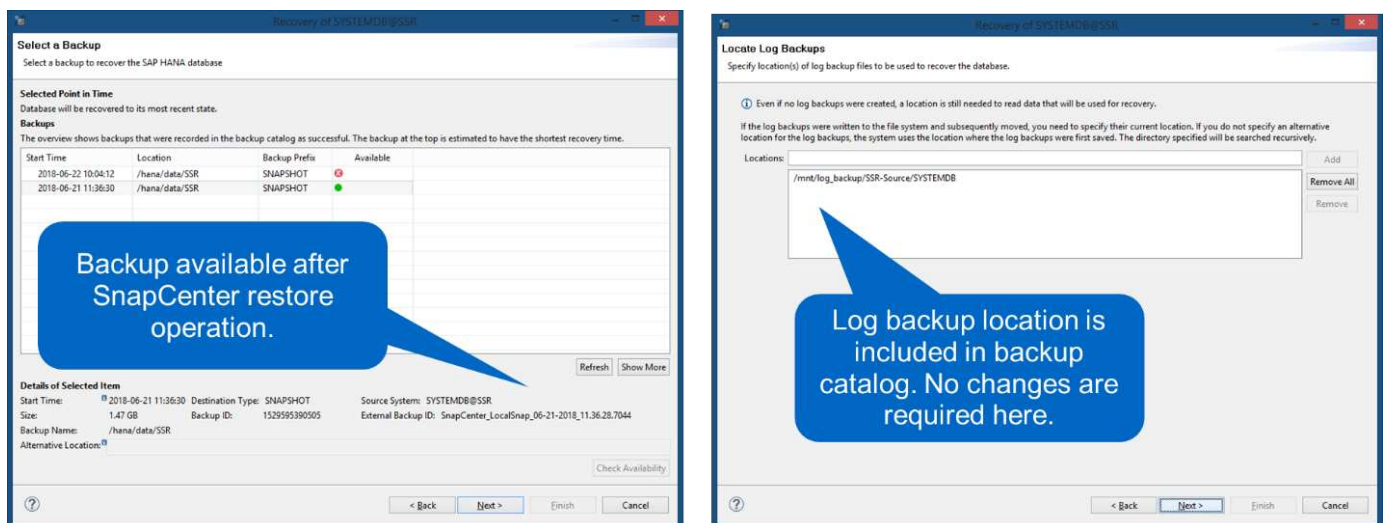 Recovery of SYSTEMDB@SSR
Select a Backup
Select a backup to recover the SAP HANA database
Selected Point in Time
Database will be recovered to its most recent state.
Backups
The overview shows backups that were recorded in the backup catalog as successful. The backup at the top is estimated to have the shortest recovery time.
Start Time Location Backup Prefix Available
2018-06-22 10:04:12 /hana/data/SSR SNAPSHOT
2018-06-21 11:36:30 /hana/data/SSR SNAPSHOT
Backup available after
SnapCenter restore
operation.
Refresh Show More
Details of Selected Item
Start Time: 2018-06-21 11:36:30 Destination Type: SNAPSHOT Source System: SYSTEMDB@SSR
Size: 1.47 GB Backup ID: 1529595390505 External Backup ID: SnapCenter_LocalSnap_06-21-2018_11.36.28.7044
Backup Name: /hana/data/SSR
Alternative Location:
Check Availability
? < Back Next > Finish Cancel
Recovery of SYSTEMDB@SSR
Locate Log Backups
Specify location(s) of log backup files to be used to recover the database.
Even if no log backups were created, a location is still needed to read data that will be used for recovery.
If the log backups were written to the file system and subsequently moved, you need to specify their current location. If you do not specify an alternative
location for the log backups, the system uses the location where the log backups were first saved. The directory specified will be searched recursively.
Locations: Add
/mnt/log_backup/SSR-Source/SYSTEMDB
Remove All
Remove
Log backup location is
included in backup
catalog. No changes are
required here.
? < Back Next > Finish Cancel